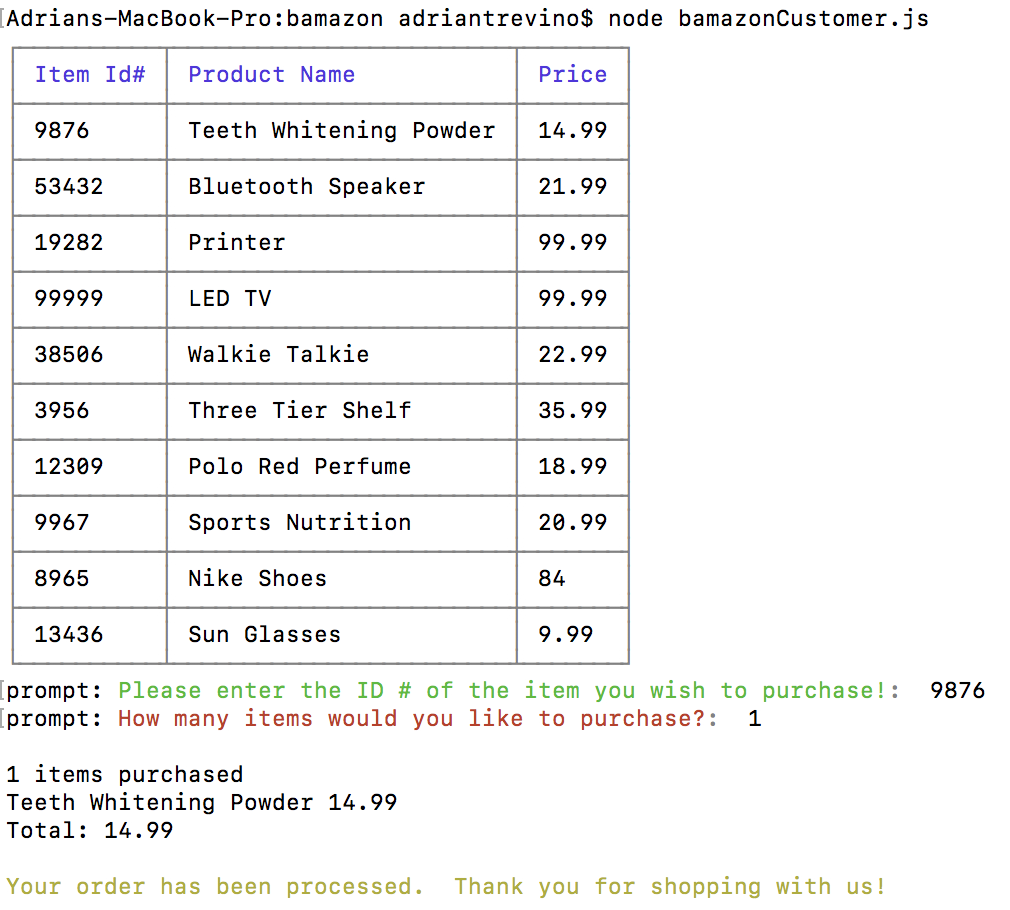 [Adrians-MacBook-Pro:bamazon adriantrevino$ node bamazonCustomer.js
Item Id# Product Name Price
9876 Teeth Whitening Powder 14.99
53432 Bluetooth Speaker 21.99
19282 Printer 99.99
99999 LED TV 99.99
38506 Walkie Talkie 22.99
3956 Three Tier Shelf 35.99
12309 Polo Red Perfume 18.99
9967 Sports Nutrition 20.99
8965 Nike Shoes 84
13436 Sun Glasses 9.99
[prompt: Please enter the ID # of the item you wish to purchase!:  9876
[prompt: How many items would you like to purchase?:  1
1 items purchased
Teeth Whitening Powder 14.99
Total: 14.99
Your order has been processed.  Thank you for shopping with us!